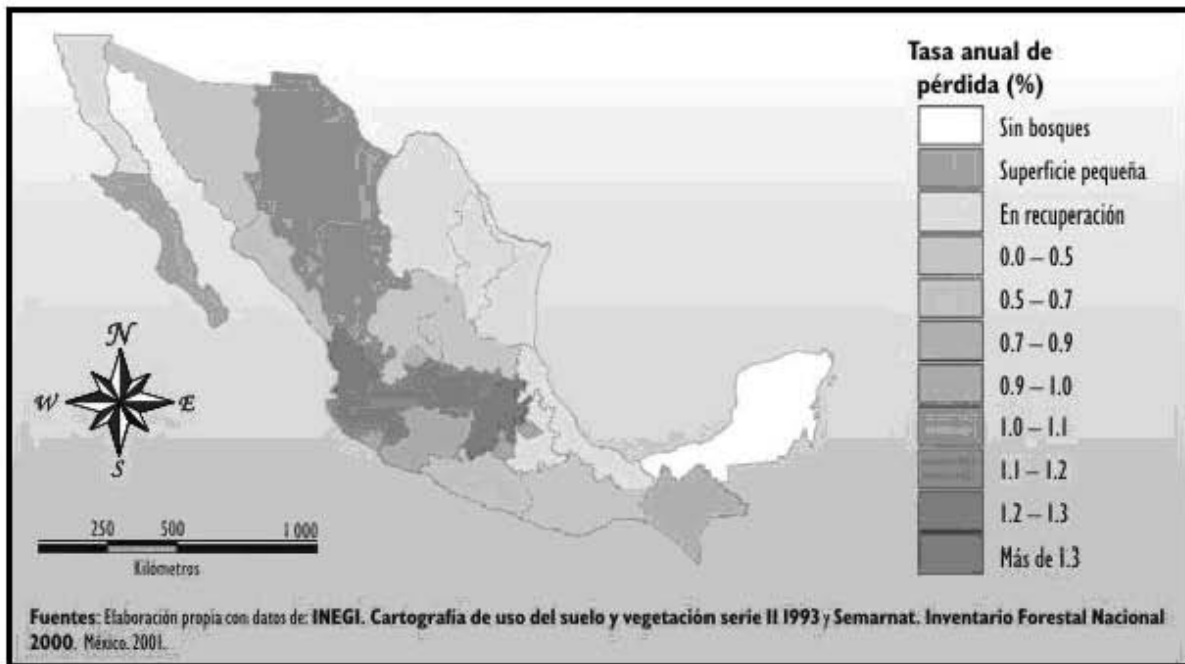 Tasa anual de
pérdida (%)
Sin bosques
Superficie pequeña
En recuperación
0.0 – 0.5
0.5 – 0.7
0.7 – 0.9
0.9 – 1.0
1.0 – 1.1
1.1 – 1.2
1.2 – 1.3
Más de 1.3
N
W E
S
250 500 1 000
Kilómetros
Fuentes: Elaboración propia con datos de: INEGI. Cartografía de uso del suelo y vegetación serie II 1993 y Semarnat. Inventario Forestal Nacional
2000. México. 2001.